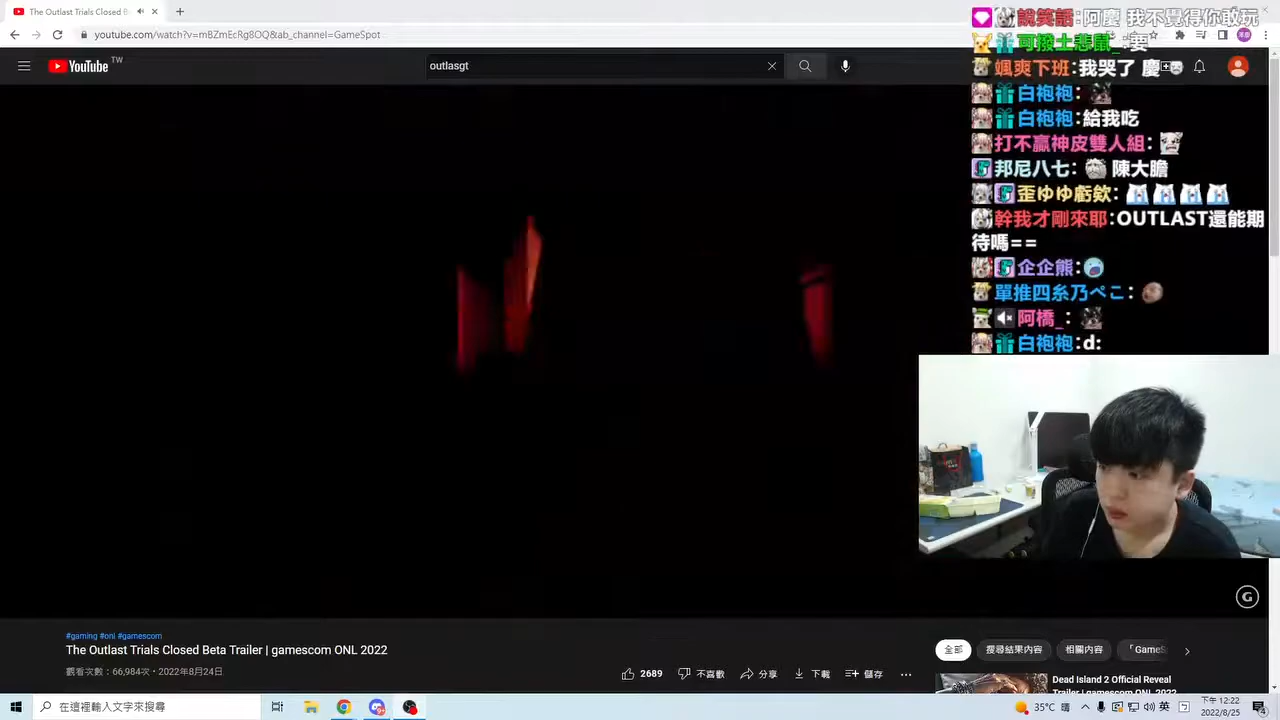 The Outlast Trials Closed B
youtube.com/watch?v=m8ZmEcRg8OQ&ab_channel=
YouTube TW
outlasgt
說笑話:阿慶 我不覺得你敢玩
可撥土悲鼠_:要
颯爽下班:我哭了 慶
白袍袍:
白袍袍:給我吃
打不贏神皮雙人組:
邦尼八七: 陳大膽
歪ゆゆ虧欸:
幹我才剛來耶:OUTLAST還能期
待嗎==
企企熊:
單推四糸乃ぺこ:
阿橋_:
白袍袍:d:
G
#gaming #onl #gamescom
The Outlast Trials Closed Beta Trailer | gamescom ONL 2022
觀看次數：66,984次・2022年8月24日
2689 不喜歡 分享 下載 儲存
全部 搜尋結果內容 相關內容 「GameS
Dead Island 2 Official Reveal
Trailer | gamescom ONL 2022
在這裡輸入文字來搜尋
35°C 晴
英
下午 12:22
2022/8/25
4